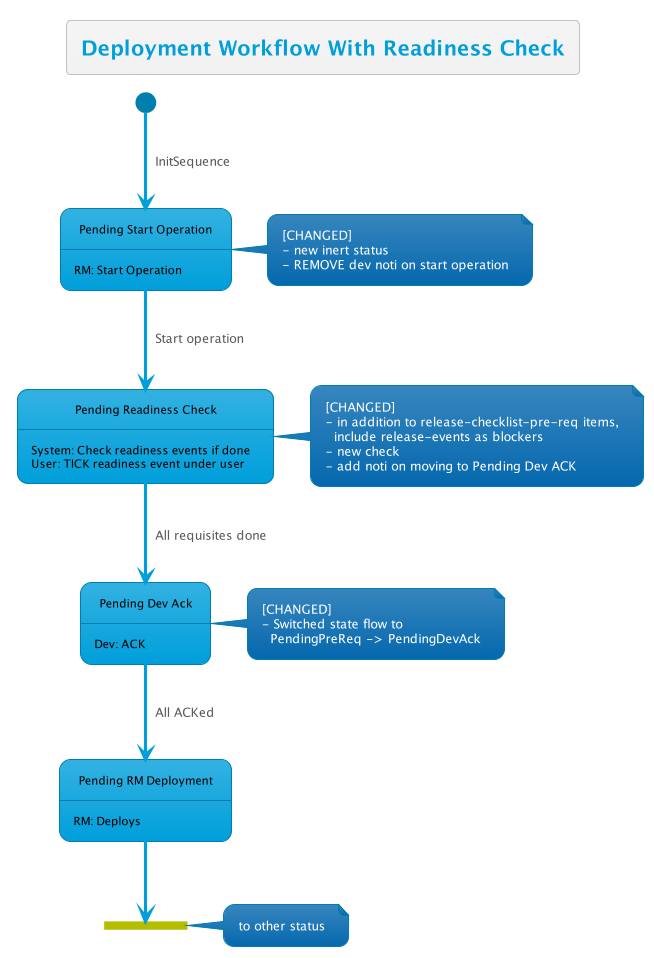 Deployment Workflow With Readiness Check
InitSequence
Pending Start Operation
RM: Start Operation
[CHANGED]
- new inert status
- REMOVE dev noti on start operation
Start operation
Pending Readiness Check
System: Check readiness events if done
User: TICK readiness event under user
[CHANGED]
- in addition to release-checklist-pre-req items,
include release-events as blockers
- new check
- add noti on moving to Pending Dev ACK
All requisites done
Pending Dev Ack
Dev: ACK
[CHANGED]
- Switched state flow to
PendingPreReq -> PendingDevAck
All ACKed
Pending RM Deployment
RM: Deploys
to other status